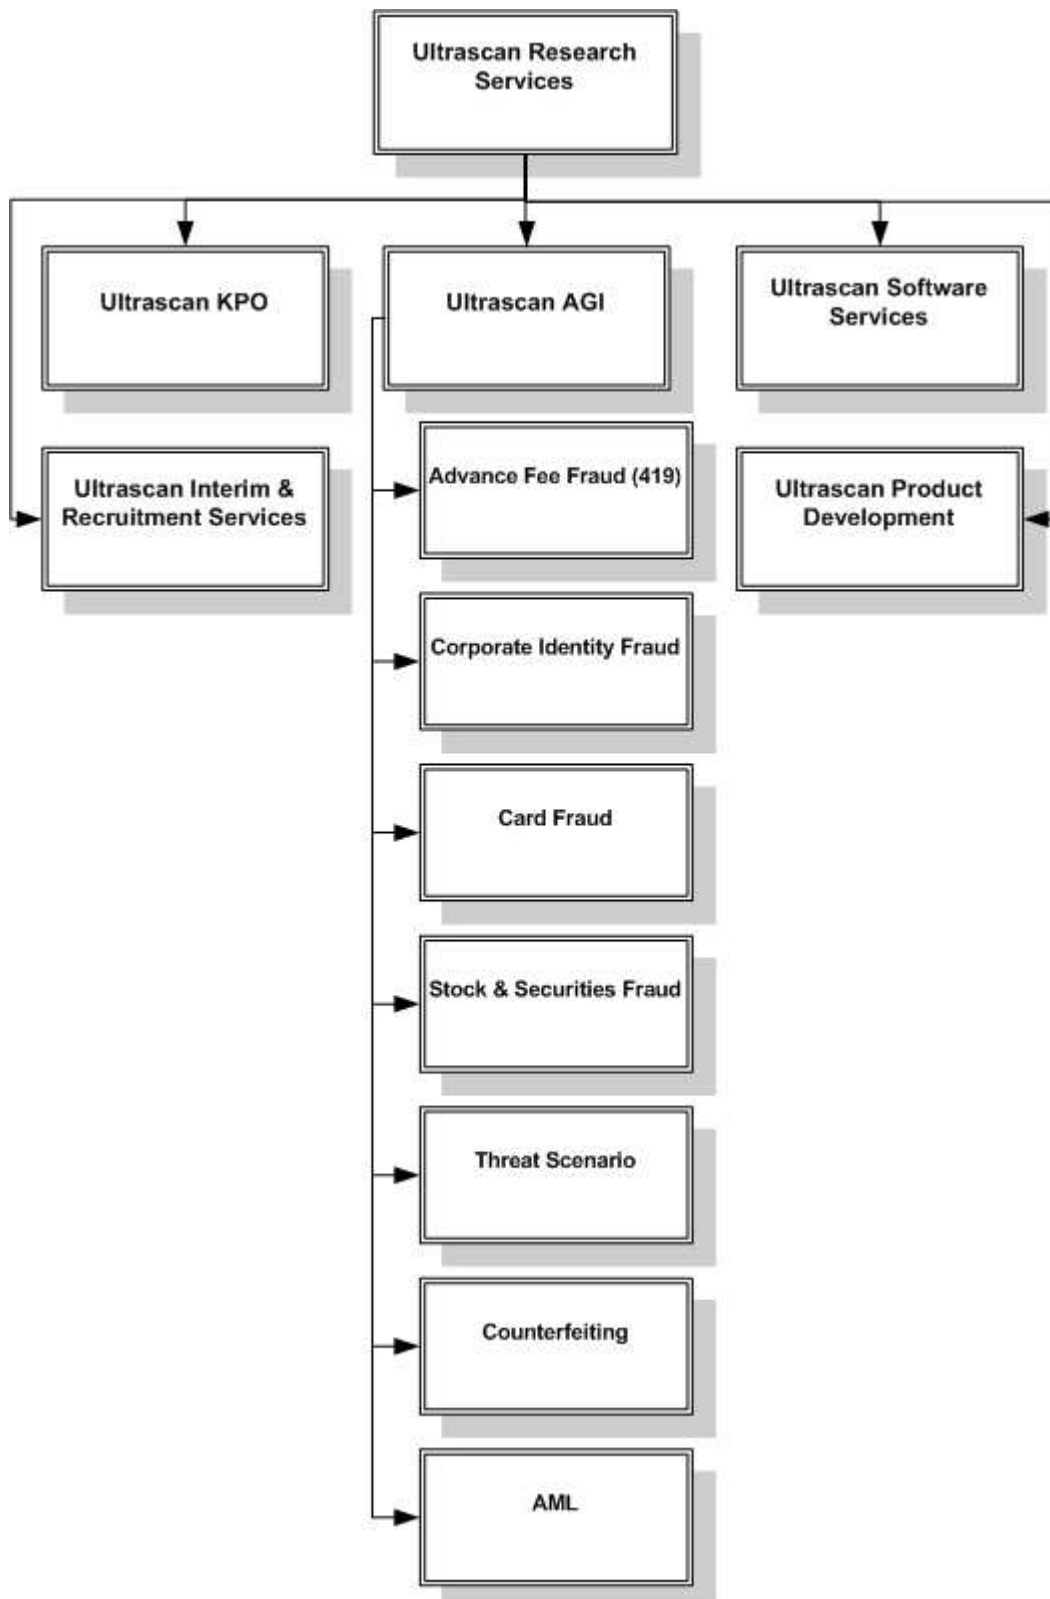 Ultrascan Research
Services
Ultrascan KPO
Ultrascan AGI
Ultrascan Software
Services
Ultrascan Interim &
Recruitment Services
Advance Fee Fraud (419)
Ultrascan Product
Development
Corporate Identity Fraud
Card Fraud
Stock & Securities Fraud
Threat Scenario
Counterfeiting
AML